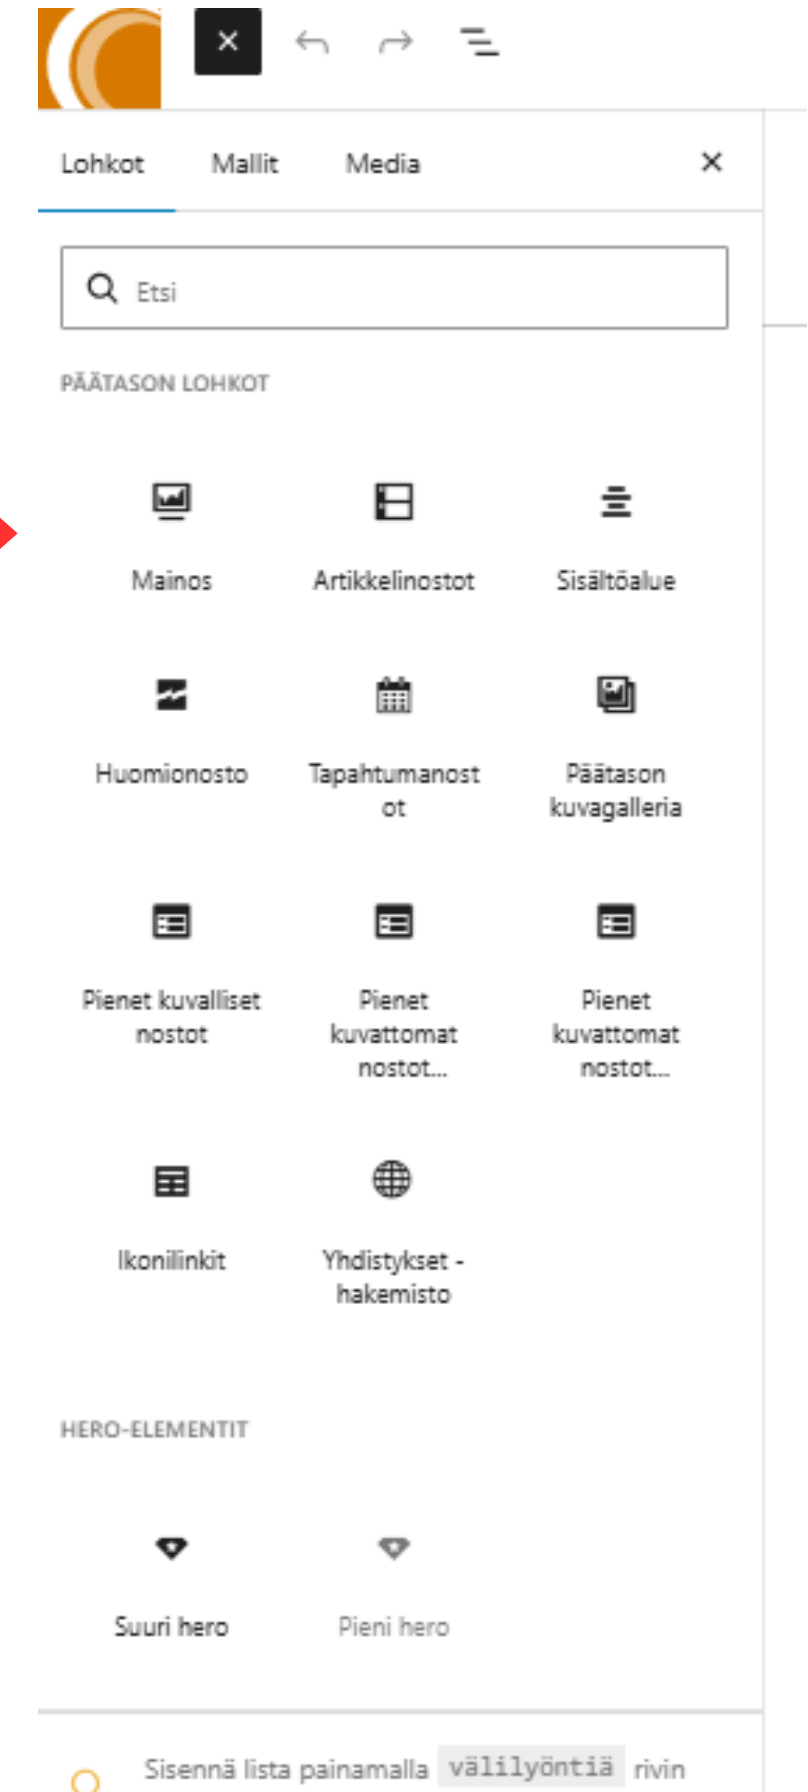 Lohkot Mallit Media
Etsi
PÄÄTASON LOHKOT
Mainos Artikkelinostot Sisältöalue
Huomionosto Tapahtumanost
ot Päätason
kuvagalleria
Pienet kuvalliset
nostot Pienet
kuvattomat
nostot... Pienet
kuvattomat
nostot...
Ikonilinkit Yhdistykset -
hakemisto
HERO-ELEMENTIT
Suuri hero Pieni hero
Sisennä lista painamalla välilyöntiä rivin